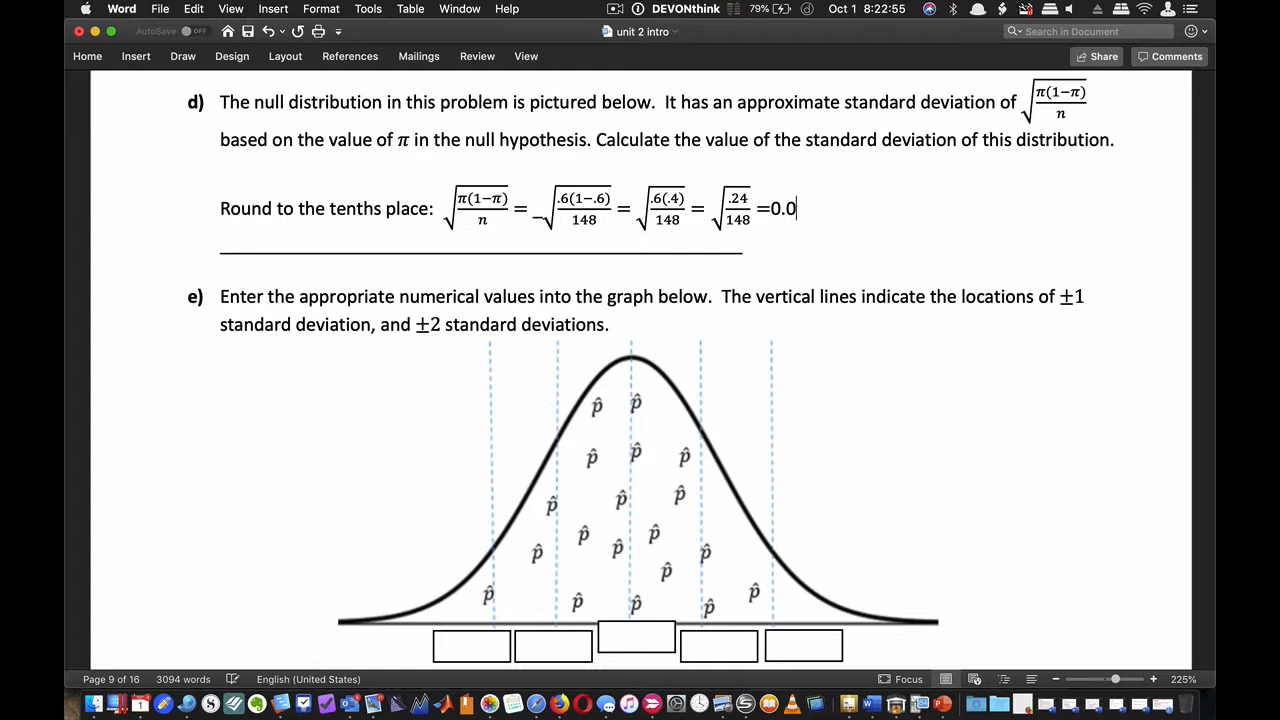 Word File Edit View Insert Format Tools Table Window Help DEVONthink 79% Oct 1 8:22:55
AutoSave OFF unit 2 intro Search in Document
Home Insert Draw Design Layout References Mailings Review View Share Comments
d) The null distribution in this problem is pictured below. It has an approximate standard deviation of √(π(1−π)/n)
based on the value of π in the null hypothesis. Calculate the value of the standard deviation of this distribution.
Round to the tenths place: √(π(1−π)/n) = _√(.6(1−.6)/148) = √(.6(.4)/148) = √(.24/148) =0.0
e) Enter the appropriate numerical values into the graph below. The vertical lines indicate the locations of ±1
standard deviation, and ±2 standard deviations.
p̂ p̂
p̂ p̂ p̂
p̂ p̂ p̂
p̂ p̂ p̂
p̂ p̂ p̂ p̂
p̂ p̂ p̂ p̂ p̂
Page 9 of 16 3094 words English (United States) Focus 225%